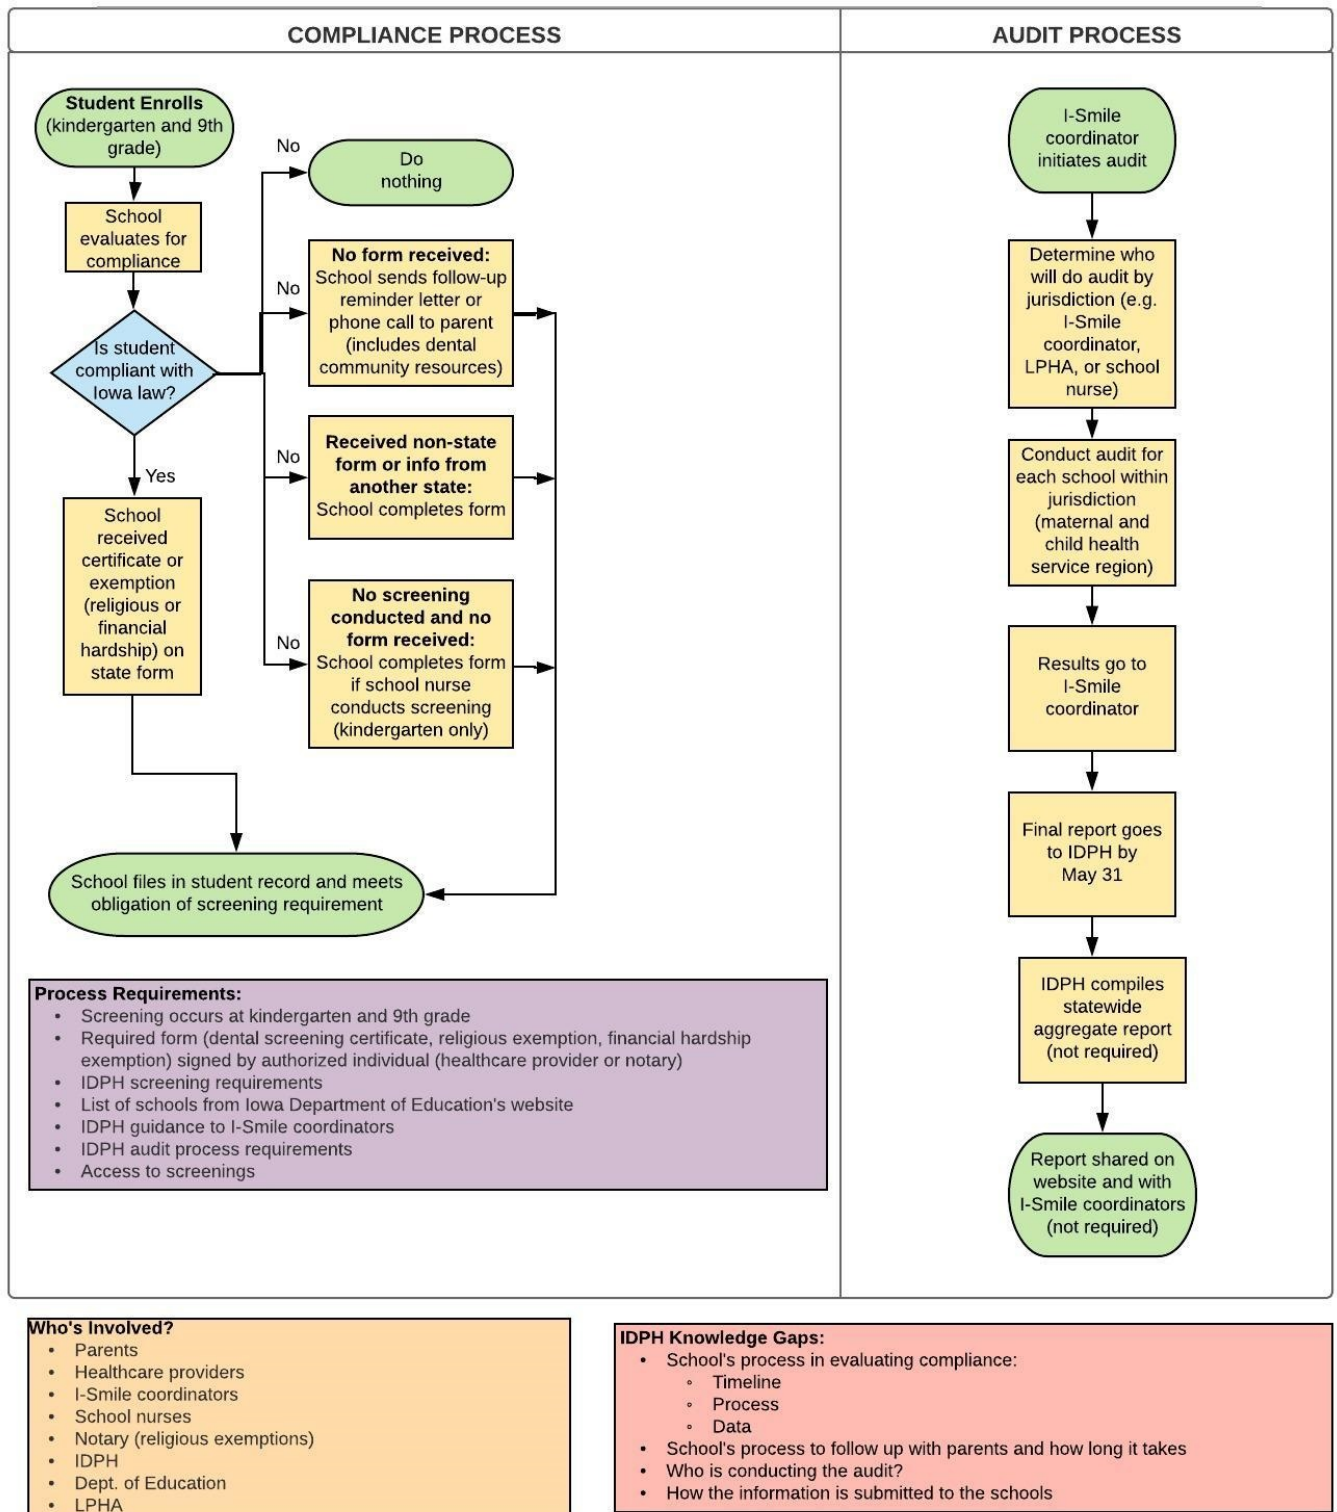 COMPLIANCE PROCESS
Student Enrolls
(kindergarten and 9th
grade)
School
evaluates for
compliance
Is student
compliant with
Iowa law?
Yes
School
received
certificate or
exemption
(religious or
financial
hardship) on
state form
No
Do
nothing
No
No form received:
School sends follow-up
reminder letter or
phone call to parent
(includes dental
community resources)
No
Received non-state
form or info from
another state:
School completes form
No
No screening
conducted and no
form received:
School completes form
if school nurse
conducts screening
(kindergarten only)
School files in student record and meets
obligation of screening requirement
Process Requirements:
• Screening occurs at kindergarten and 9th grade
• Required form (dental screening certificate, religious exemption, financial hardship
exemption) signed by authorized individual (healthcare provider or notary)
• IDPH screening requirements
• List of schools from Iowa Department of Education's website
• IDPH guidance to I-Smile coordinators
• IDPH audit process requirements
• Access to screenings
AUDIT PROCESS
I-Smile
coordinator
initiates audit
Determine who
will do audit by
jurisdiction (e.g.
I-Smile
coordinator,
LPHA, or school
nurse)
Conduct audit for
each school within
jurisdiction
(maternal and
child health
service region)
Results go to
I-Smile
coordinator
Final report goes
to IDPH by
May 31
IDPH compiles
statewide
aggregate report
(not required)
Report shared on
website and with
I-Smile coordinators
(not required)
Who's Involved?
• Parents
• Healthcare providers
• I-Smile coordinators
• School nurses
• Notary (religious exemptions)
• IDPH
• Dept. of Education
• LPHA
IDPH Knowledge Gaps:
• School's process in evaluating compliance:
◦ Timeline
◦ Process
◦ Data
• School's process to follow up with parents and how long it takes
• Who is conducting the audit?
• How the information is submitted to the schools